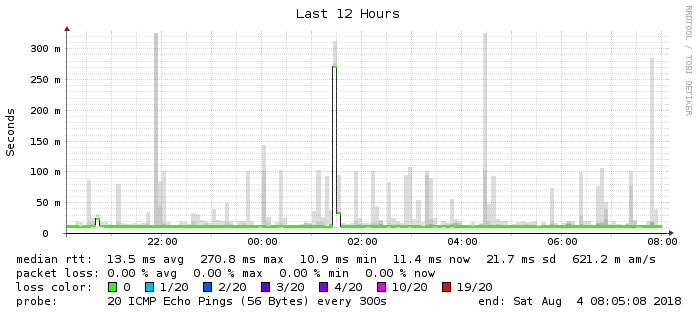 Last 12 Hours
RRDTOOL / TOBI OETIKER
Seconds
300 m
250 m
200 m
150 m
100 m
50 m
0
22:00 00:00 02:00 04:00 06:00 08:00
median rtt: 13.5 ms avg 270.8 ms max 10.9 ms min 11.4 ms now 21.7 ms sd 621.2 m am/s
packet loss: 0.00 % avg 0.00 % max 0.00 % min 0.00 % now
loss color: 0 1/20 2/20 3/20 4/20 10/20 19/20
probe: 20 ICMP Echo Pings (56 Bytes) every 300s end: Sat Aug 4 08:05:08 2018